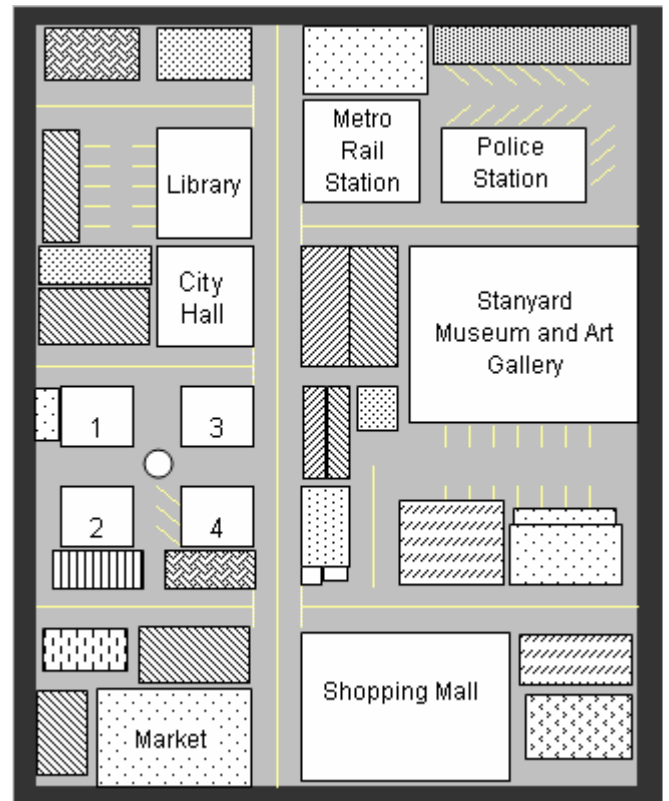 Metro
Rail
Station
Police
Station
Library
City
Hall
Stanyard
Museum and Art
Gallery
1
3
2
4
Shopping Mall
Market